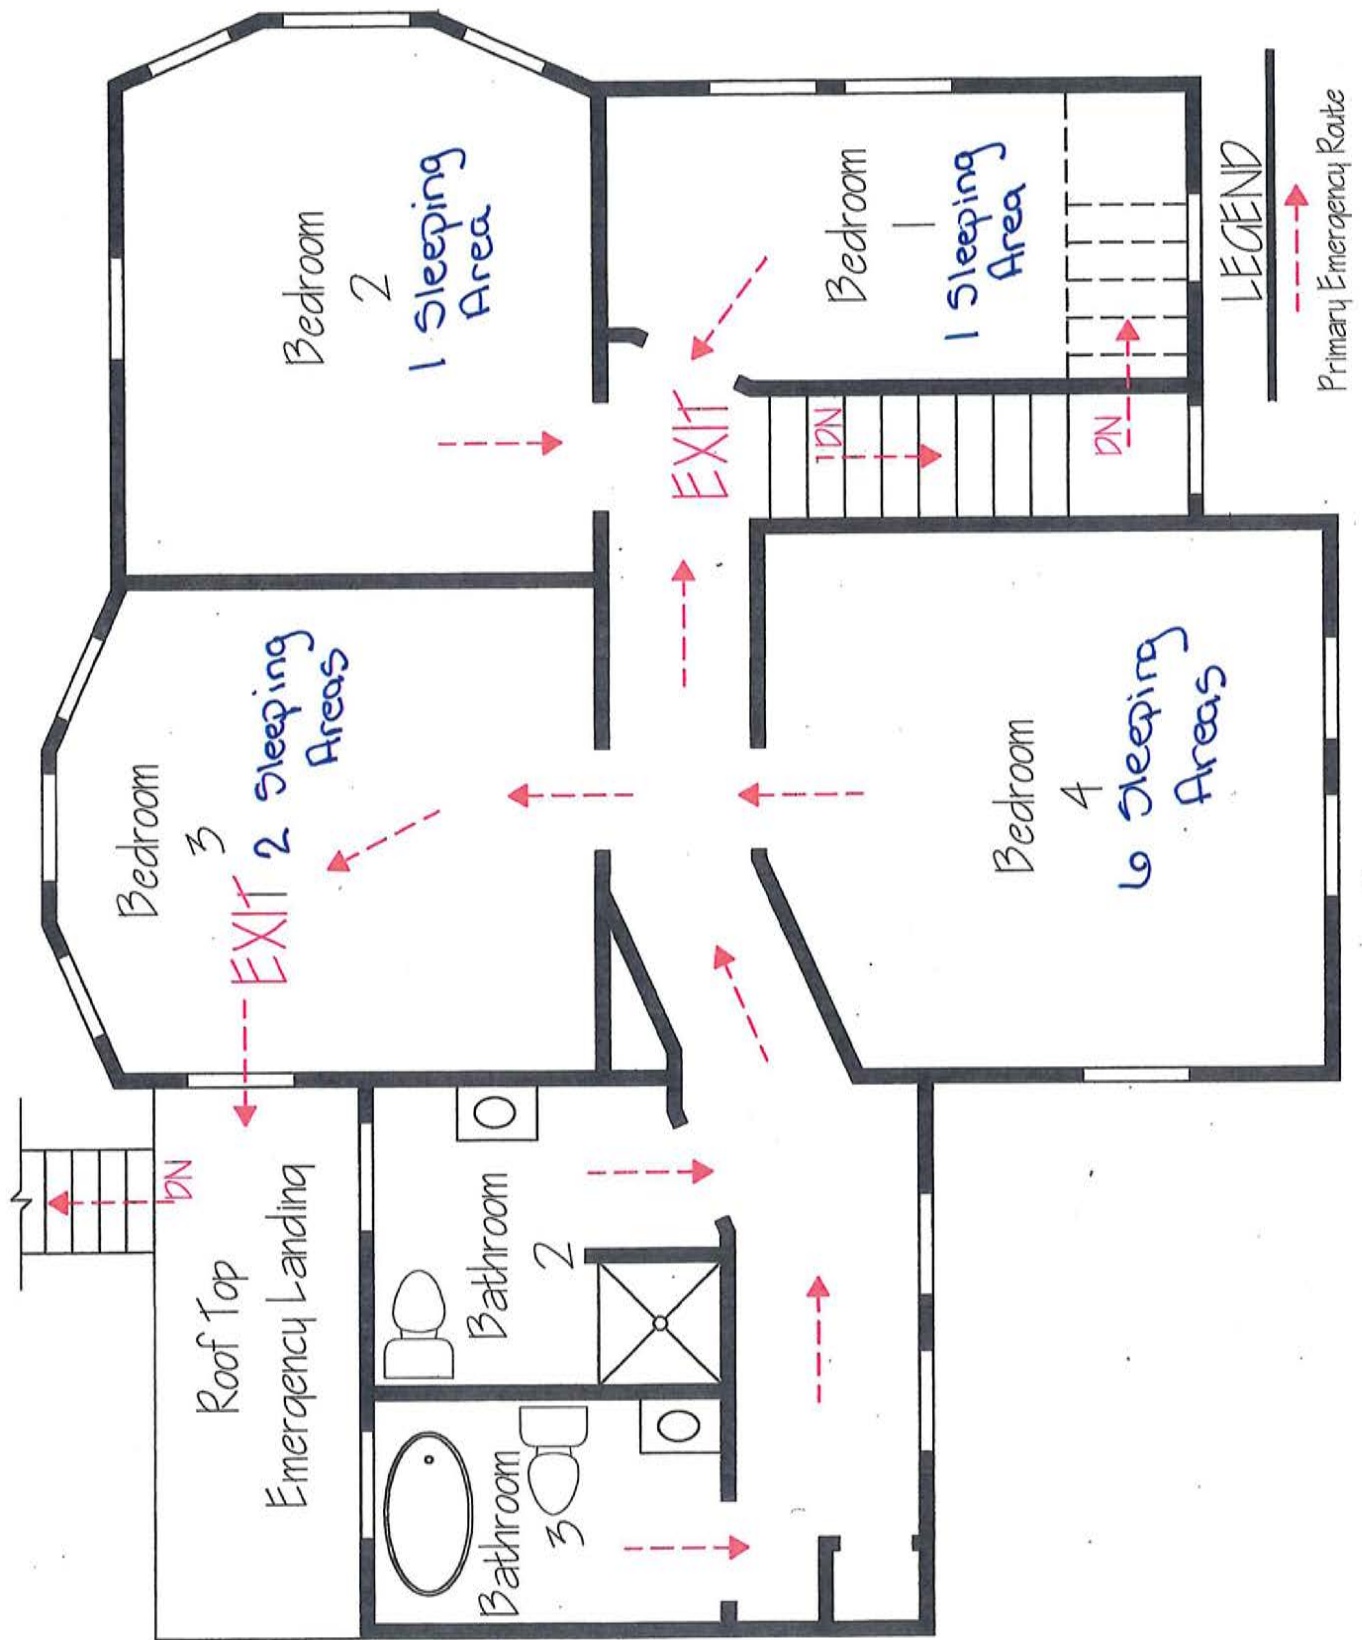 Bedroom
2
1 Sleeping
Area
Bedroom
1
1 Sleeping
Area
Bedroom
3
2 Sleeping
Areas
EXIT
EXIT
DN
DN
DN
Bedroom
4
6 Sleeping
Areas
Roof Top
Emergency Landing
Bathroom
2
Bathroom
3
LEGEND
Primary Emergency Route